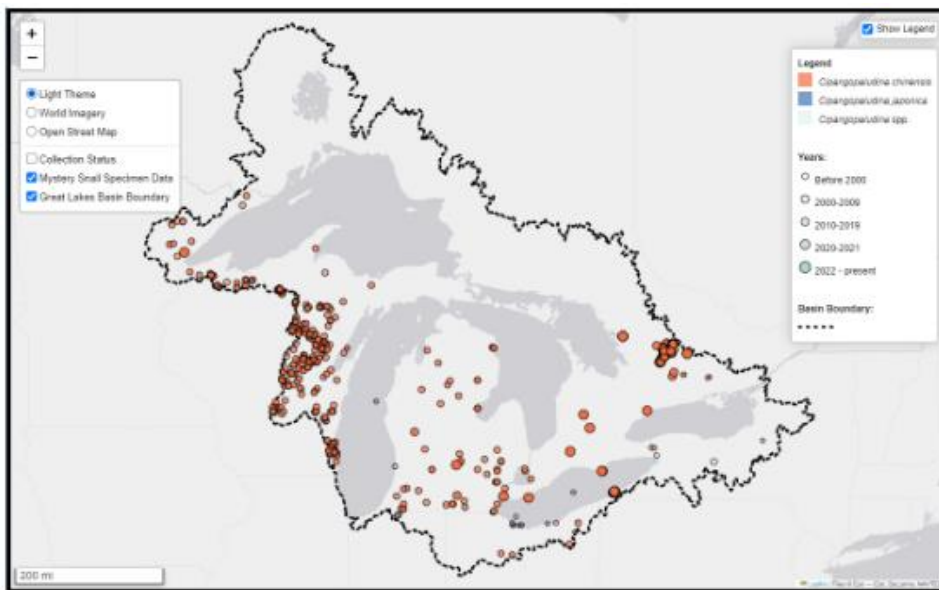 +
−
Show Legend
Light Theme
World Imagery
Open Street Map
Collection Status
Mystery Snail Specimen Data
Great Lakes Basin Boundary
Legend
Cipangopaludina chinensis
Cipangopaludina japonica
Cipangopaludina spp.
Years:
Before 2000
2000-2009
2010-2019
2020-2021
2022 - present
Basin Boundary:
200 mi
Leaflet